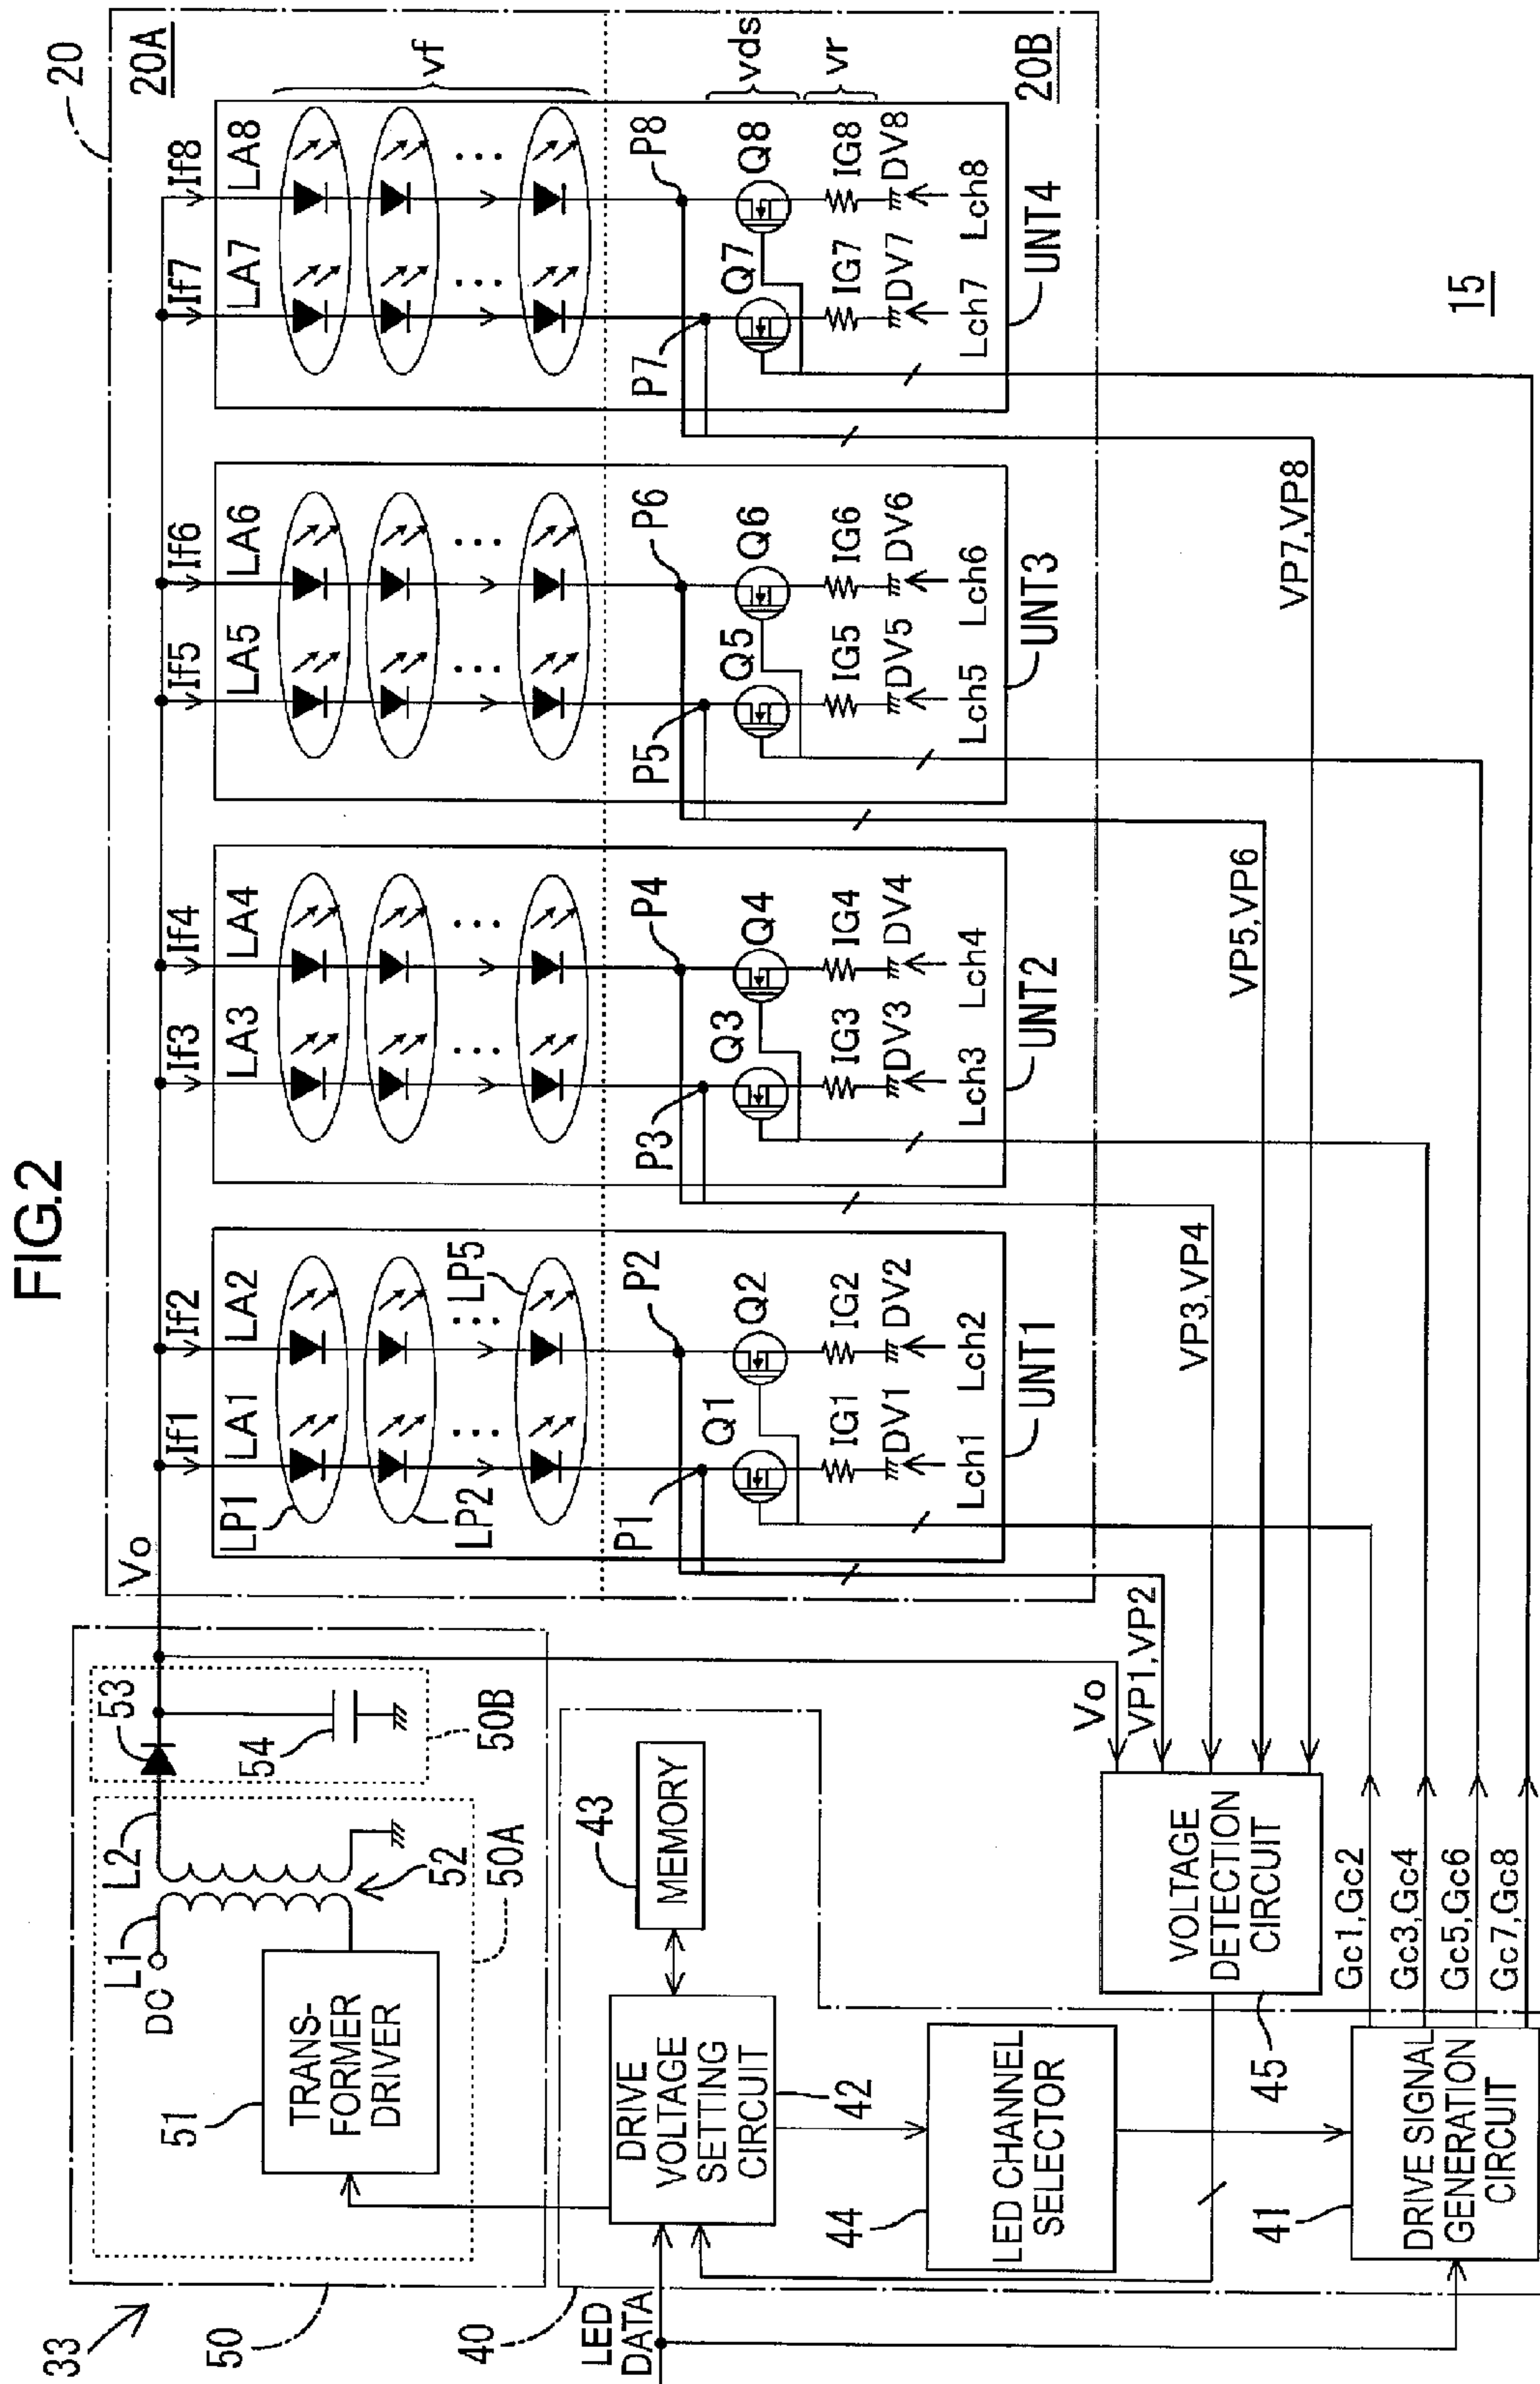 FIG.2
33
50
51
TRANS-
FORMER
DRIVER
DC
L1
L2
52
50A
53
54
50B
Vo
20
20A
If1
If2
If3
If4
If5
If6
If7
If8
LA1
LA2
LA3
LA4
LA5
LA6
LA7
LA8
LP1
LP2
LP5
vf
P1
P2
P3
P4
P5
P6
P7
P8
Q1
Q2
Q3
Q4
Q5
Q6
Q7
Q8
vds
vr
IG1
IG2
IG3
IG4
IG5
IG6
IG7
IG8
DV1
DV2
DV3
DV4
DV5
DV6
DV7
DV8
Lch1
Lch2
Lch3
Lch4
Lch5
Lch6
Lch7
Lch8
20B
UNT1
UNT2
UNT3
UNT4
40
LED
DATA
DRIVE
VOLTAGE
SETTING
CIRCUIT
42
MEMORY
43
44
LED CHANNEL
SELECTOR
Vo
VP1,VP2
VP3,VP4
VP5,VP6
VP7,VP8
VOLTAGE
DETECTION
CIRCUIT
45
41
DRIVE SIGNAL
GENERATION
CIRCUIT
Gc1,Gc2
Gc3,Gc4
Gc5,Gc6
Gc7,Gc8
15